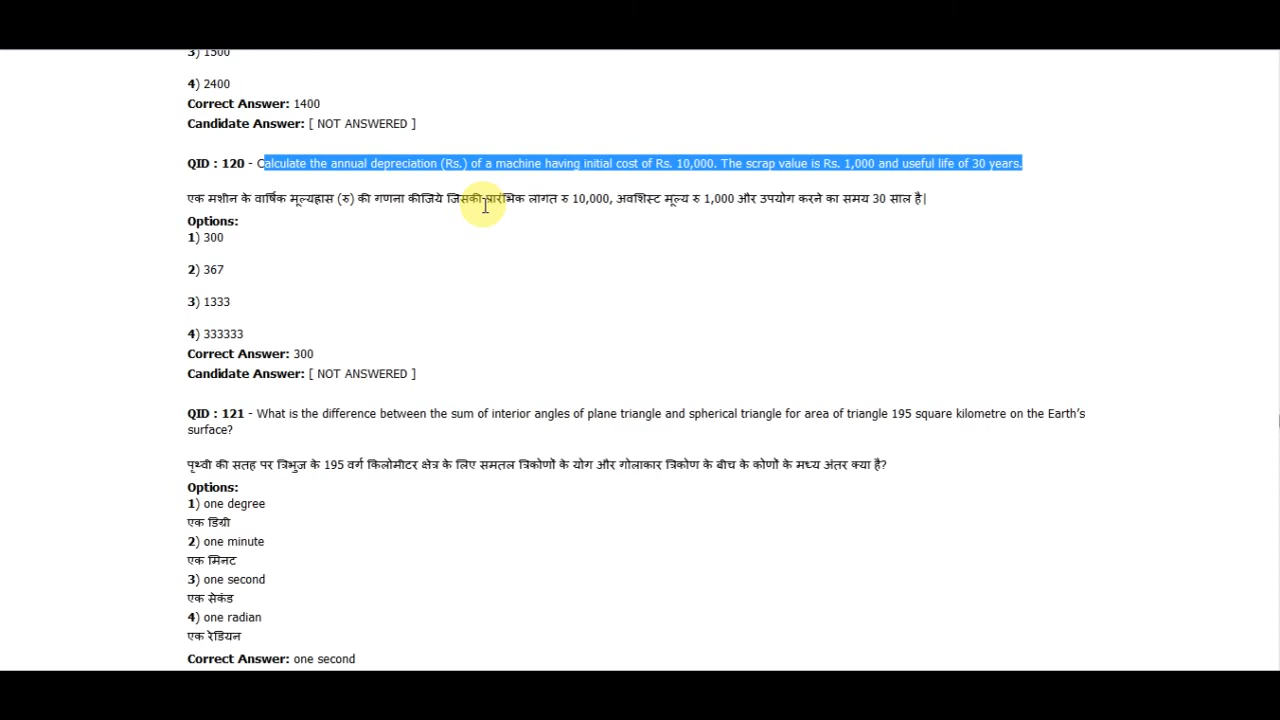 3) 1500
4) 2400
Correct Answer: 1400
Candidate Answer: [ NOT ANSWERED ]
QID : 120 - Calculate the annual depreciation (Rs.) of a machine having initial cost of Rs. 10,000. The scrap value is Rs. 1,000 and useful life of 30 years.
एक मशीन के वार्षिक मूल्यह्रास (रु) की गणना कीजिये जिसकी प्रारंभिक लागत रु 10,000, अवशिस्ट मूल्य रु 1,000 और उपयोग करने का समय 30 साल है|
Options:
1) 300
2) 367
3) 1333
4) 333333
Correct Answer: 300
Candidate Answer: [ NOT ANSWERED ]
QID : 121 - What is the difference between the sum of interior angles of plane triangle and spherical triangle for area of triangle 195 square kilometre on the Earth's
surface?
पृथ्वी की सतह पर त्रिभुज के 195 वर्ग किलोमीटर क्षेत्र के लिए समतल त्रिकोणों के योग और गोलाकार त्रिकोण के बीच के कोणों के मध्य अंतर क्या है?
Options:
1) one degree
एक डिग्री
2) one minute
एक मिनट
3) one second
एक सेकंड
4) one radian
एक रेडियन
Correct Answer: one second